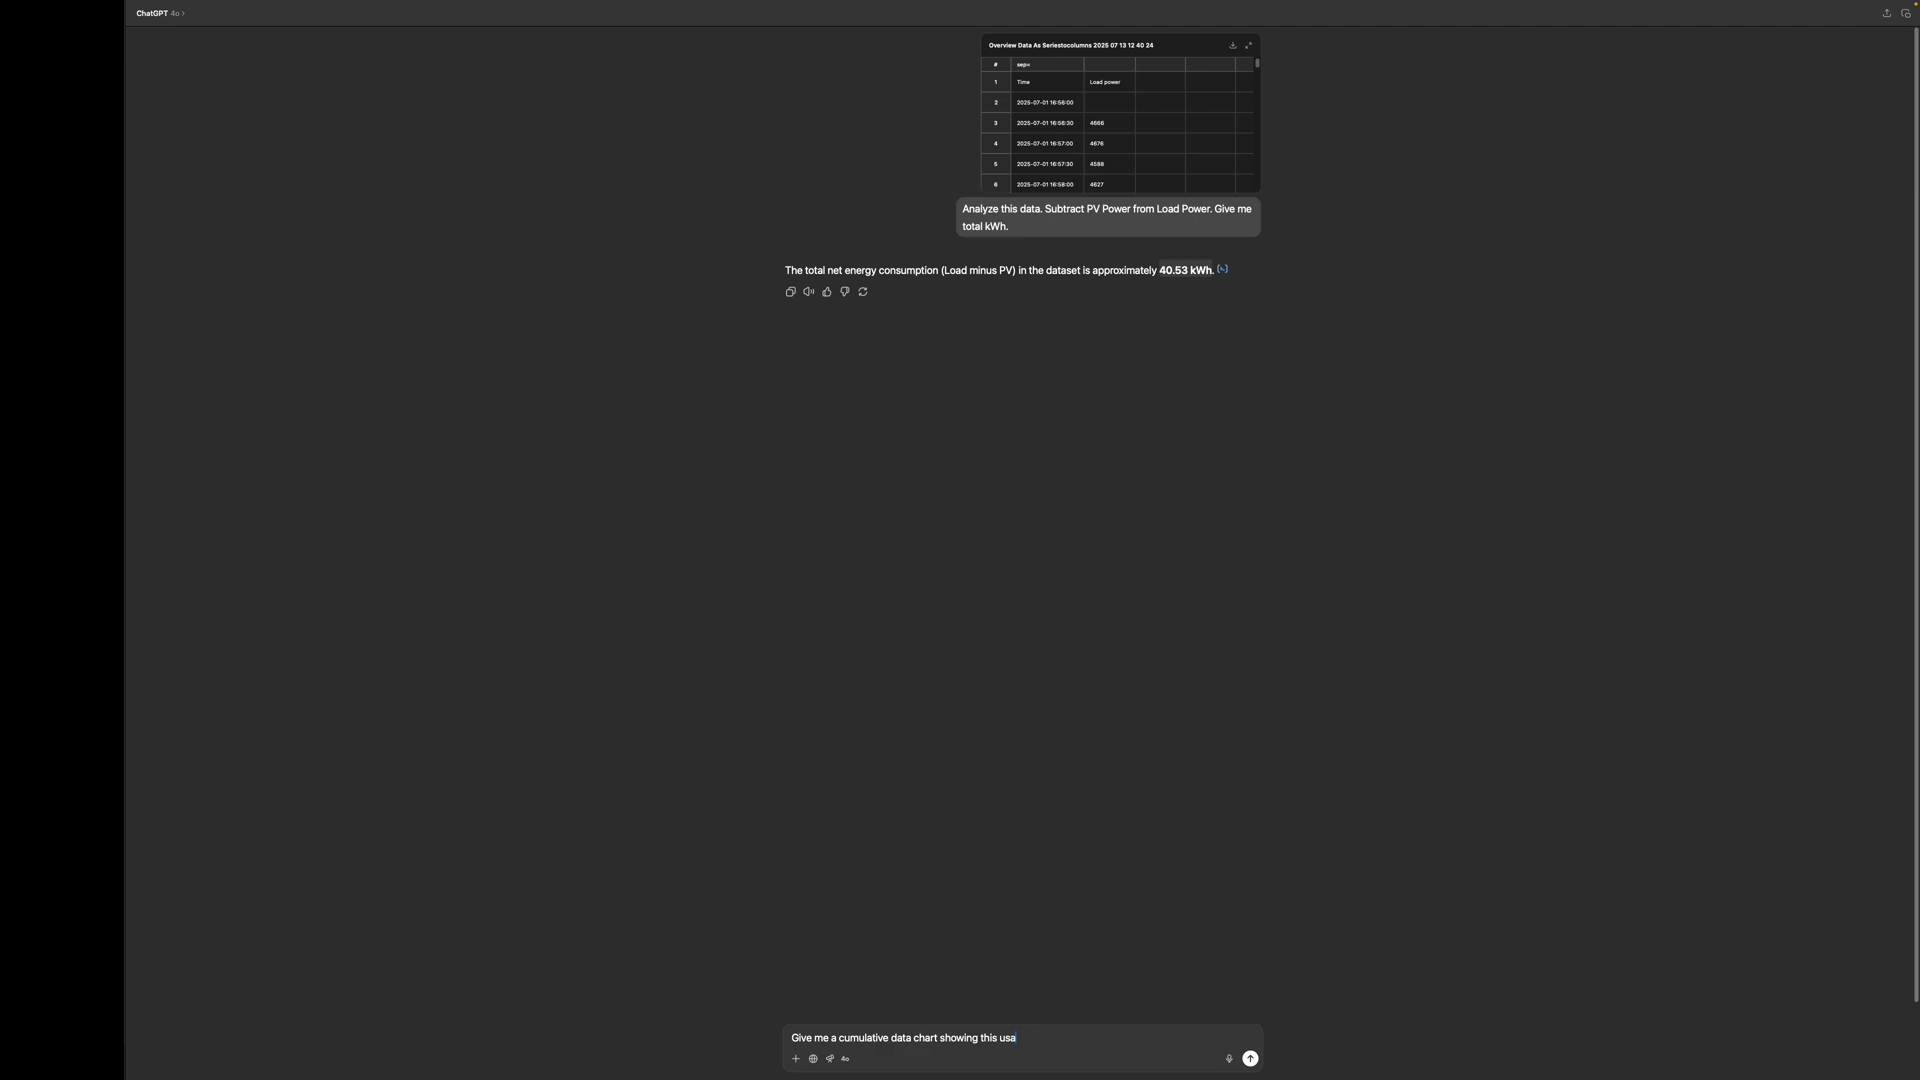 ChatGPT 4o >
Overview Data As Seriestocolumns 2025 07 13 12 40 24
# sep=
1 Time Load power
2 2025-07-01 16:56:00
3 2025-07-01 16:56:30 4666
4 2025-07-01 16:57:00 4676
5 2025-07-01 16:57:30 4588
6 2025-07-01 16:58:00 4627
Analyze this data. Subtract PV Power from Load Power. Give me
total kWh.
The total net energy consumption (Load minus PV) in the dataset is approximately 40.53 kWh.
Give me a cumulative data chart showing this usa
4o